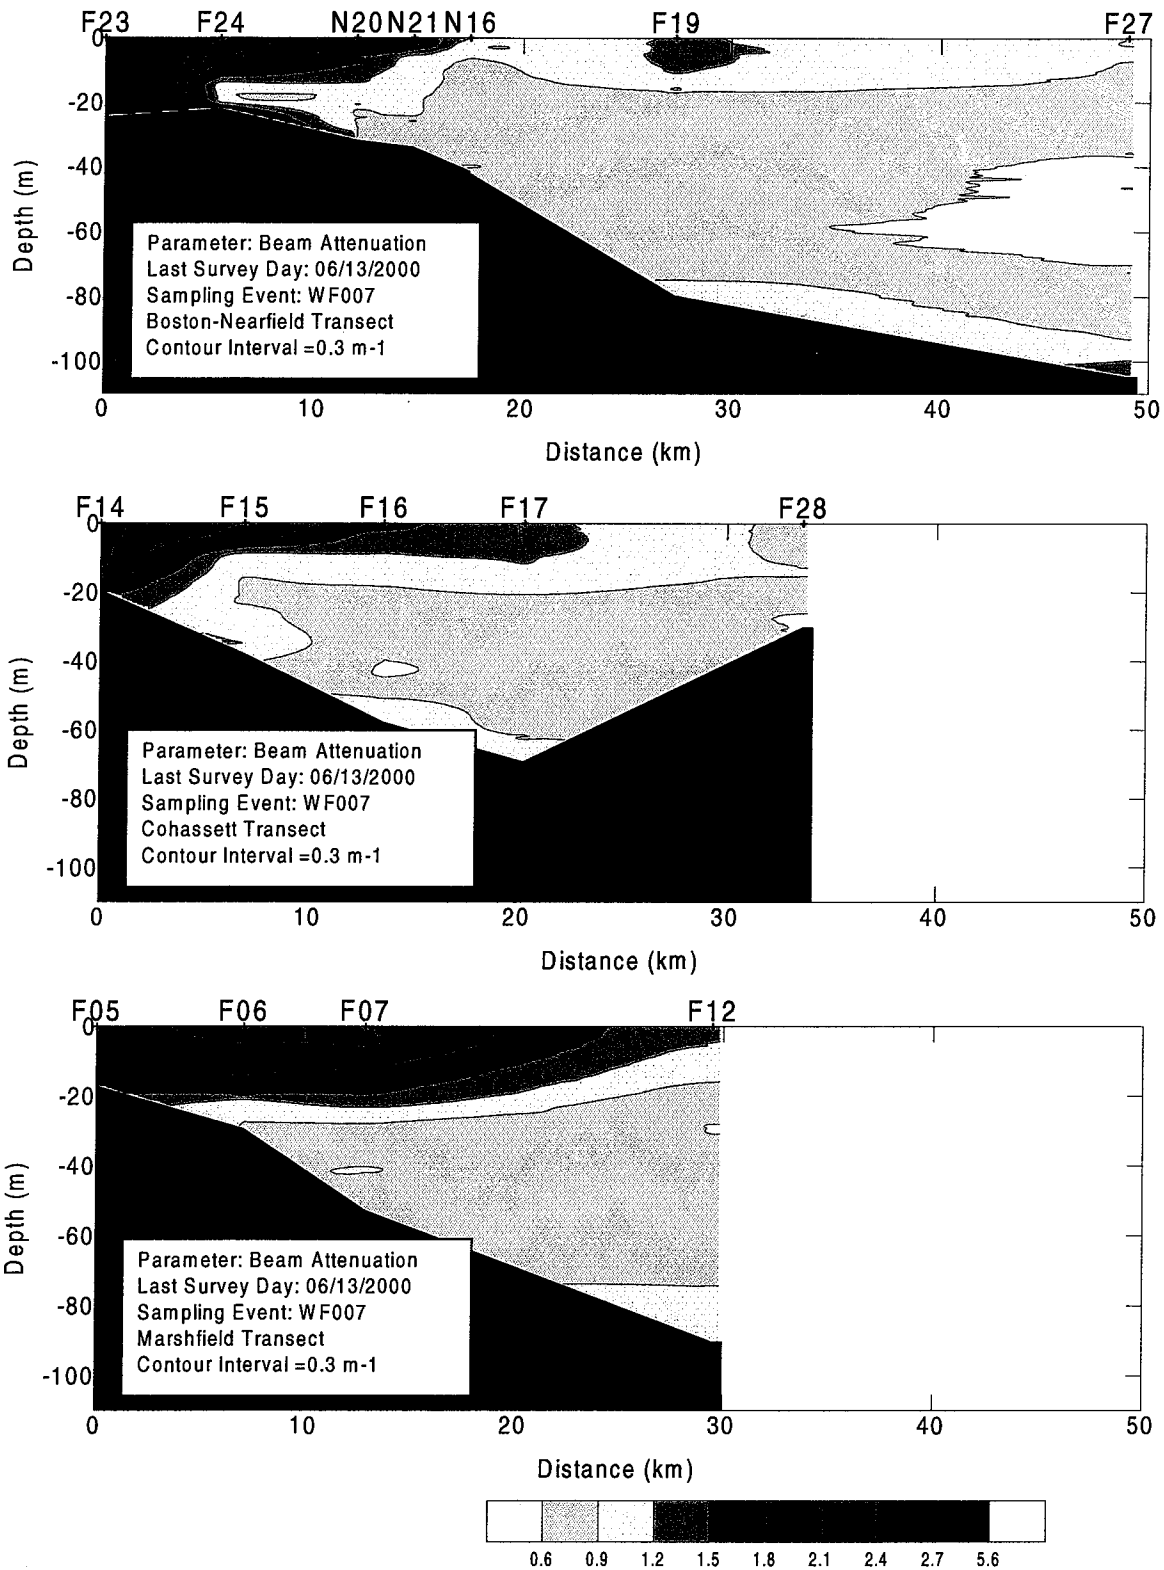 F23 F24 N20 N21 N16 F19 F27
0
-20
-40
-60
-80
-100
Depth (m)
Parameter: Beam Attenuation
Last Survey Day: 06/13/2000
Sampling Event: WF007
Boston-Nearfield Transect
Contour Interval =0.3 m-1
0 10 20 30 40 50
Distance (km)
F14 F15 F16 F17 F28
0
-20
-40
-60
-80
-100
Depth (m)
Parameter: Beam Attenuation
Last Survey Day: 06/13/2000
Sampling Event: WF007
Cohassett Transect
Contour Interval =0.3 m-1
0 10 20 30 40 50
Distance (km)
F05 F06 F07 F12
0
-20
-40
-60
-80
-100
Depth (m)
Parameter: Beam Attenuation
Last Survey Day: 06/13/2000
Sampling Event: WF007
Marshfield Transect
Contour Interval =0.3 m-1
0 10 20 30 40 50
Distance (km)
0.6 0.9 1.2 1.5 1.8 2.1 2.4 2.7 5.6